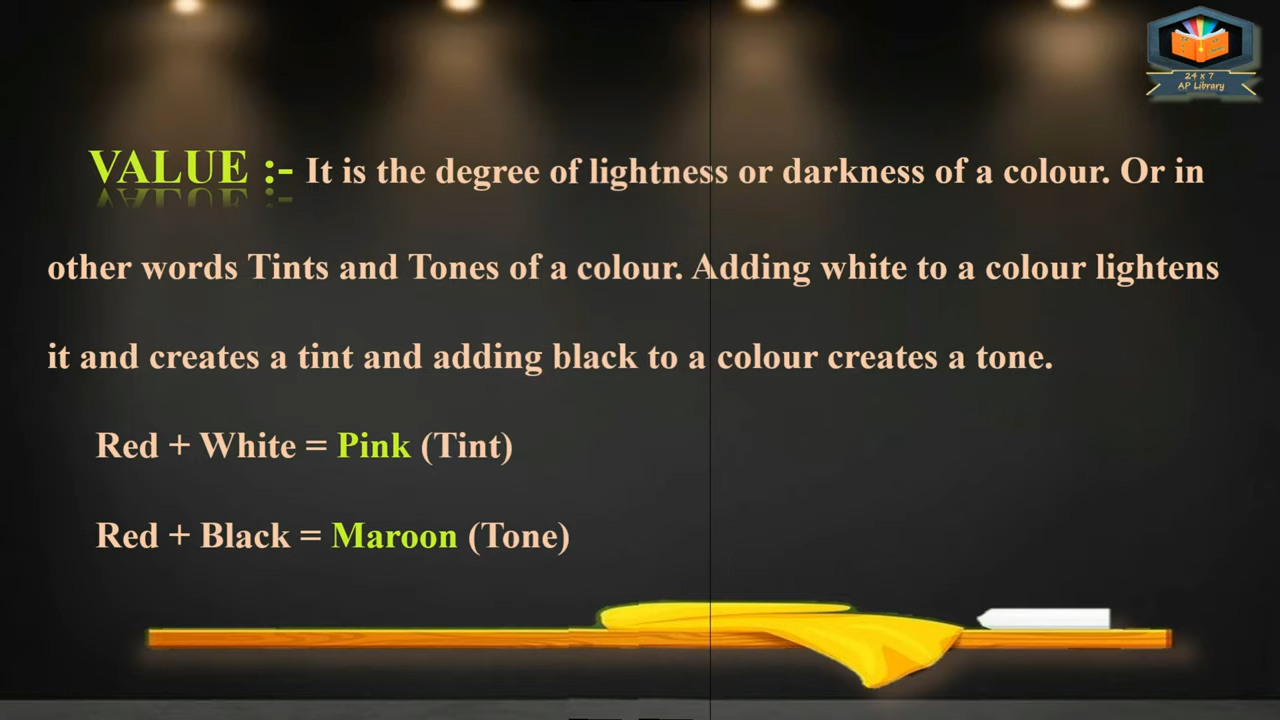 24 x 7
AP Library
VALUE :- It is the degree of lightness or darkness of a colour. Or in
other words Tints and Tones of a colour. Adding white to a colour lightens
it and creates a tint and adding black to a colour creates a tone.
Red + White = Pink (Tint)
Red + Black = Maroon (Tone)